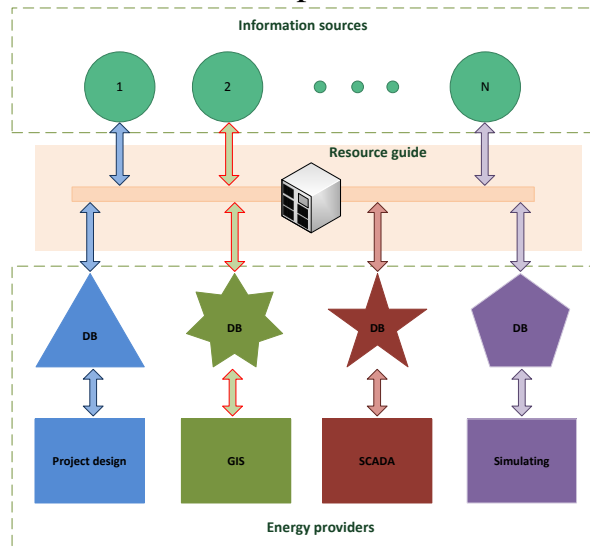 Information sources
1
2
N
Resource guide
DB
DB
DB
DB
Project design
GIS
SCADA
Simulating
Energy providers